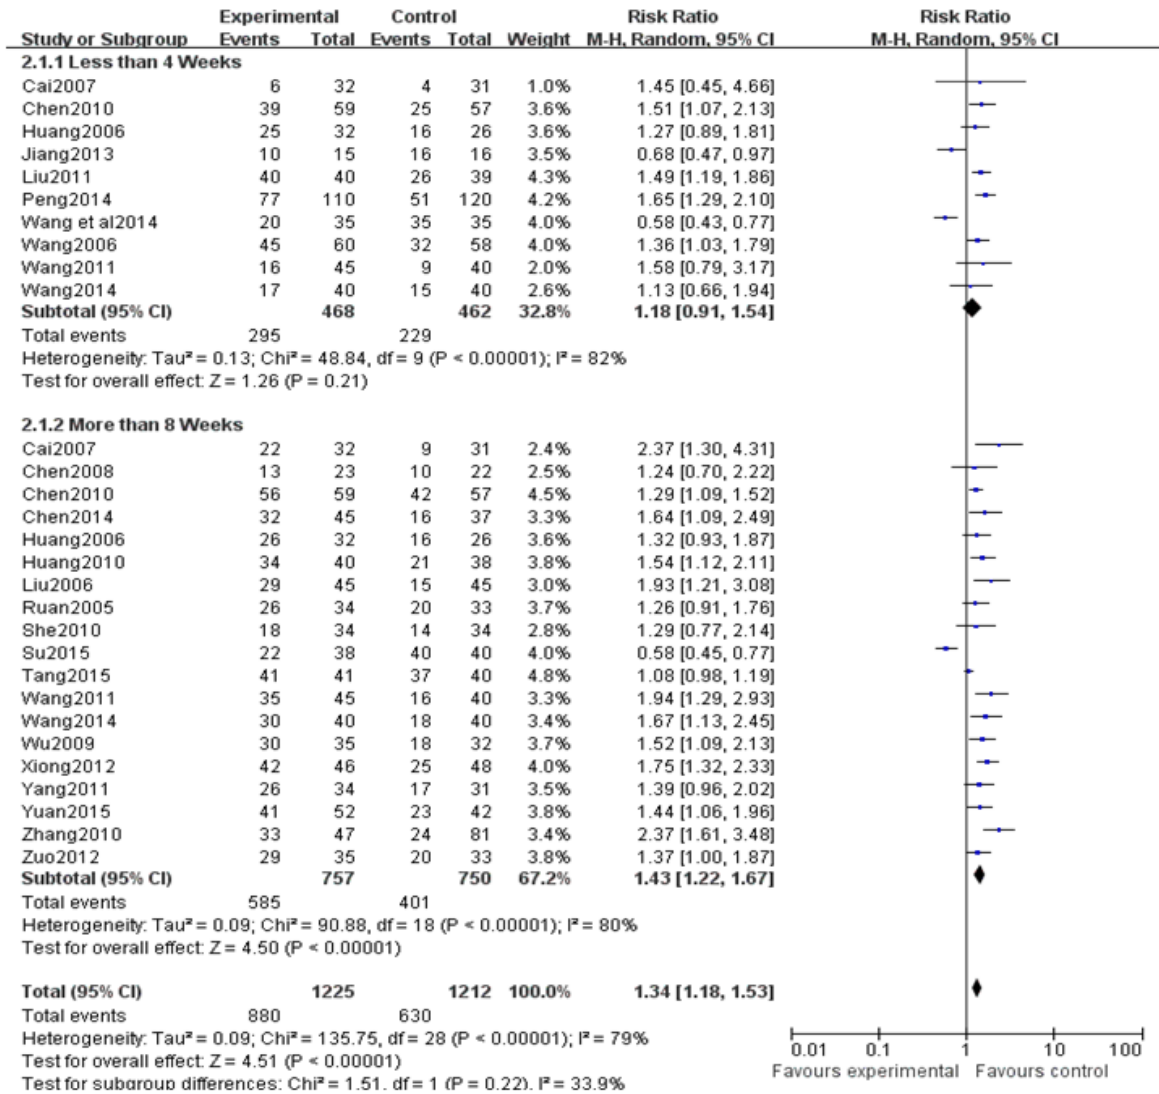 Experimental Control Risk Ratio Risk Ratio
Study or Subgroup Events Total Events Total Weight M-H, Random, 95% CI M-H, Random, 95% CI
2.1.1 Less than 4 Weeks
Cai2007 6 32 4 31 1.0% 1.45 [0.45, 4.66]
Chen2010 39 59 25 57 3.6% 1.51 [1.07, 2.13]
Huang2006 25 32 16 26 3.6% 1.27 [0.89, 1.81]
Jiang2013 10 15 16 16 3.5% 0.68 [0.47, 0.97]
Liu2011 40 40 26 39 4.3% 1.49 [1.19, 1.86]
Peng2014 77 110 51 120 4.2% 1.65 [1.29, 2.10]
Wang et al2014 20 35 35 35 4.0% 0.58 [0.43, 0.77]
Wang2006 45 60 32 58 4.0% 1.36 [1.03, 1.79]
Wang2011 16 45 9 40 2.0% 1.58 [0.79, 3.17]
Wang2014 17 40 15 40 2.6% 1.13 [0.66, 1.94]
Subtotal (95% CI) 468 462 32.8% 1.18 [0.91, 1.54]
Total events 295 229
Heterogeneity: Tau² = 0.13; Chi² = 48.84, df = 9 (P < 0.00001); I² = 82%
Test for overall effect: Z = 1.26 (P = 0.21)
2.1.2 More than 8 Weeks
Cai2007 22 32 9 31 2.4% 2.37 [1.30, 4.31]
Chen2008 13 23 10 22 2.5% 1.24 [0.70, 2.22]
Chen2010 56 59 42 57 4.5% 1.29 [1.09, 1.52]
Chen2014 32 45 16 37 3.3% 1.64 [1.09, 2.49]
Huang2006 26 32 16 26 3.6% 1.32 [0.93, 1.87]
Huang2010 34 40 21 38 3.8% 1.54 [1.12, 2.11]
Liu2006 29 45 15 45 3.0% 1.93 [1.21, 3.08]
Ruan2005 26 34 20 33 3.7% 1.26 [0.91, 1.76]
She2010 18 34 14 34 2.8% 1.29 [0.77, 2.14]
Su2015 22 38 40 40 4.0% 0.58 [0.45, 0.77]
Tang2015 41 41 37 40 4.8% 1.08 [0.98, 1.19]
Wang2011 35 45 16 40 3.3% 1.94 [1.29, 2.93]
Wang2014 30 40 18 40 3.4% 1.67 [1.13, 2.45]
Wu2009 30 35 18 32 3.7% 1.52 [1.09, 2.13]
Xiong2012 42 46 25 48 4.0% 1.75 [1.32, 2.33]
Yang2011 26 34 17 31 3.5% 1.39 [0.96, 2.02]
Yuan2015 41 52 23 42 3.8% 1.44 [1.06, 1.96]
Zhang2010 33 47 24 81 3.4% 2.37 [1.61, 3.48]
Zuo2012 29 35 20 33 3.8% 1.37 [1.00, 1.87]
Subtotal (95% CI) 757 750 67.2% 1.43 [1.22, 1.67]
Total events 585 401
Heterogeneity: Tau² = 0.09; Chi² = 90.88, df = 18 (P < 0.00001); I² = 80%
Test for overall effect: Z = 4.50 (P < 0.00001)
Total (95% CI) 1225 1212 100.0% 1.34 [1.18, 1.53]
Total events 880 630
Heterogeneity: Tau² = 0.09; Chi² = 135.75, df = 28 (P < 0.00001); I² = 79%
Test for overall effect: Z = 4.51 (P < 0.00001)
Test for subgroup differences: Chi² = 1.51, df = 1 (P = 0.22), I² = 33.9%
0.01 0.1 1 10 100
Favours experimental Favours control